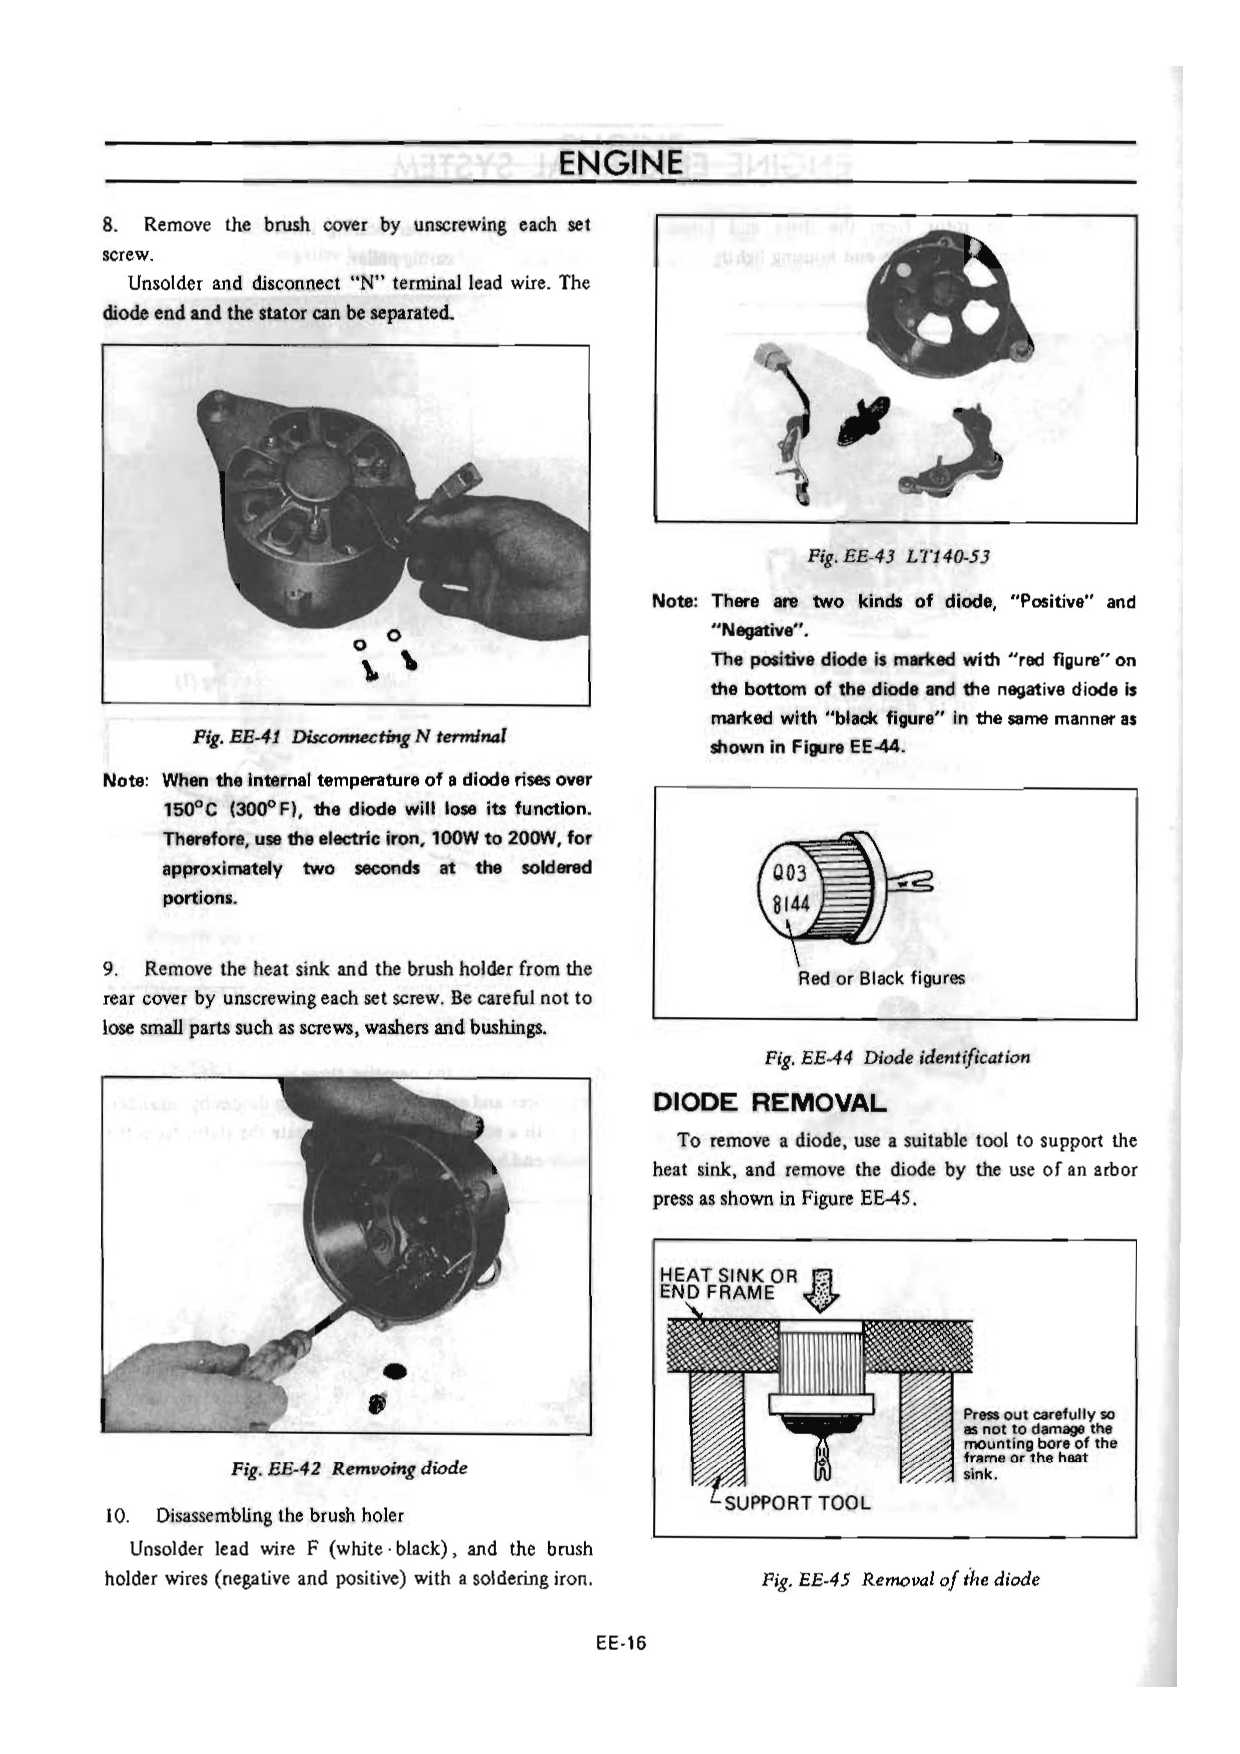 ENGINE
8. Remove the brush cover by unscrewing each set
screw.
Unsolder and disconnect "N" terminal lead wire. The
diode end and the stator can be separated.
Fig. EE-41 Disconnecting N terminal
Note: When the internal temperature of a diode rises over
150°C (300°F), the diode will lose its function.
Therefore, use the electric iron, 100W to 200W, for
approximately two seconds at the soldered
portions.
9. Remove the heat sink and the brush holder from the
rear cover by unscrewing each set screw. Be careful not to
lose small parts such as screws, washers and bushings.
Fig. EE-42 Remvoing diode
10. Disassembling the brush holer
Unsolder lead wire F (white·black), and the brush
holder wires (negative and positive) with a soldering iron.
Fig. EE-43 LT140-53
Note: There are two kinds of diode, "Positive" and
"Negative".
The positive diode is marked with "red figure" on
the bottom of the diode and the negative diode is
marked with "black figure" in the same manner as
shown in Figure EE-44.
Q03
8144
Red or Black figures
Fig. EE-44 Diode identification
DIODE REMOVAL
To remove a diode, use a suitable tool to support the
heat sink, and remove the diode by the use of an arbor
press as shown in Figure EE-45.
HEAT SINK OR
END FRAME
Press out carefully so
as not to damage the
mounting bore of the
frame or the heat
sink.
SUPPORT TOOL
Fig. EE-45 Removal of the diode
EE-16